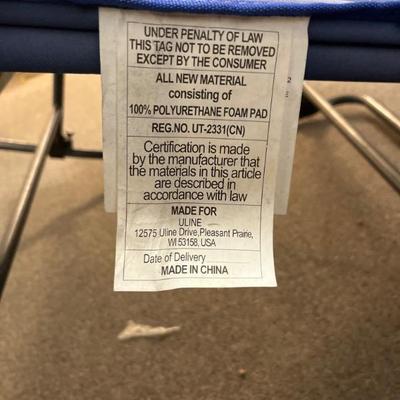 UNDER PENALTY OF LAW
THIS TAG NOT TO BE REMOVED
EXCEPT BY THE CONSUMER
ALL NEW MATERIAL
consisting of
100% POLYURETHANE FOAM PAD
REG.NO. UT-2331(CN)
Certification is made
by the manufacturer that
the materials in this article
are described in
accordance with law
MADE FOR
ULINE
12575 Uline Drive,Pleasant Prairie,
WI 53158, USA
Date of Delivery
MADE IN CHINA